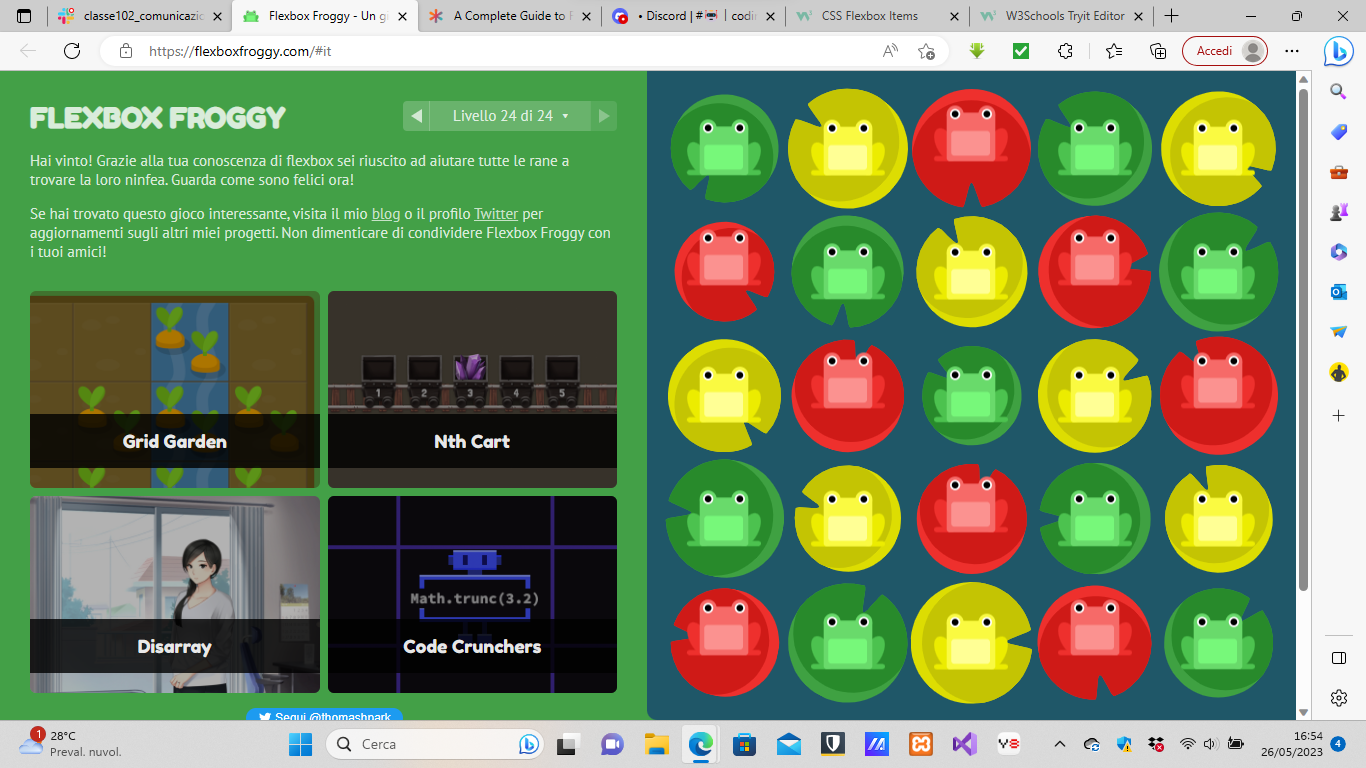 classe102_comunicazic
Flexbox Froggy - Un gi
A Complete Guide to F
• Discord | # | codi
CSS Flexbox Items
W3Schools Tryit Editor
https://flexboxfroggy.com/#it
Accedi
FLEXBOX FROGGY
Livello 24 di 24
Hai vinto! Grazie alla tua conoscenza di flexbox sei riuscito ad aiutare tutte le rane a
trovare la loro ninfea. Guarda come sono felici ora!
Se hai trovato questo gioco interessante, visita il mio blog o il profilo Twitter per
aggiornamenti sugli altri miei progetti. Non dimenticare di condividere Flexbox Froggy con
i tuoi amici!
1 2 3 4 5
Grid Garden
Nth Cart
Math.trunc(3.2)
Disarray
Code Crunchers
Segui @thomashpark
1
28°C
Preval. nuvol.
Cerca
16:54
26/05/2023
4